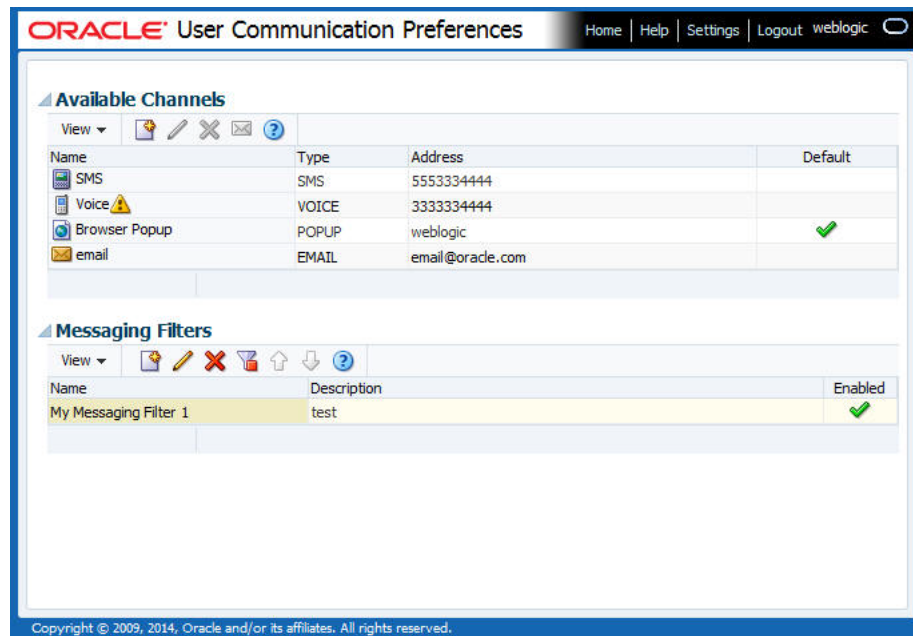 ORACLE User Communication Preferences Home Help Settings Logout weblogic
Available Channels
View
Name Type Address Default
SMS SMS 5553334444
Voice VOICE 3333334444
Browser Popup POPUP weblogic
email EMAIL email@oracle.com
Messaging Filters
View
Name Description Enabled
My Messaging Filter 1 test
Copyright © 2009, 2014, Oracle and/or its affiliates. All rights reserved.